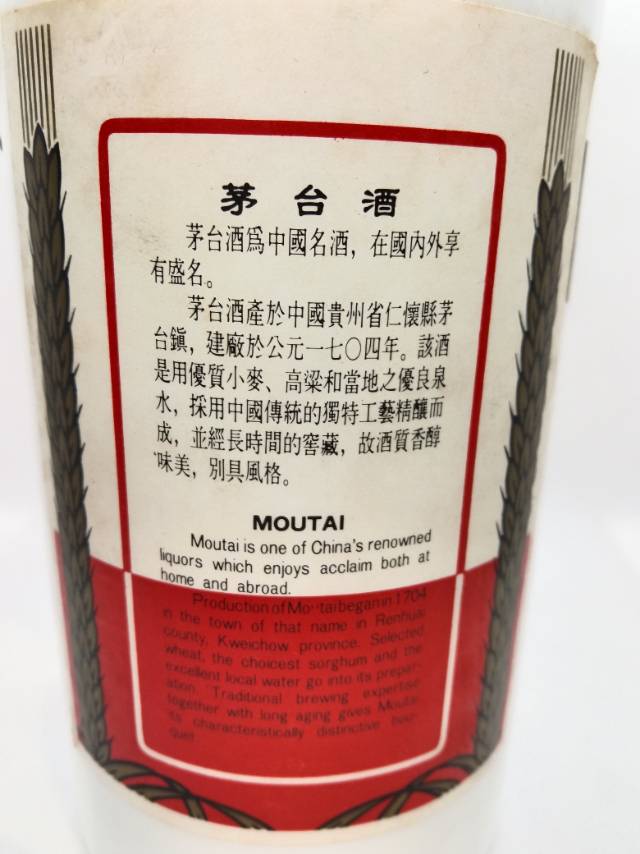 茅台酒
茅台酒爲中國名酒，在國內外享
有盛名。
茅台酒產於中國貴州省仁懷縣茅
台鎭，建廠於公元一七〇四年。該酒
是用優質小麥、高粱和當地之優良泉
水，採用中國傳統的獨特工藝精釀而
成，並經長時間的窖藏，故酒質香醇
味美，別具風格。
MOUTAI
Moutai is one of China's renowned
liquors which enjoys acclaim both at
home and abroad.
Production of Moutai began in 1704
in the town of that name in Renhuai
county, Kweichow province. Selected
wheat, the choicest sorghum and the
excellent local water go into its prepar-
ation. Traditional brewing expertise
together with long aging gives Moutai
its characteristically distinctive bou-
quet.